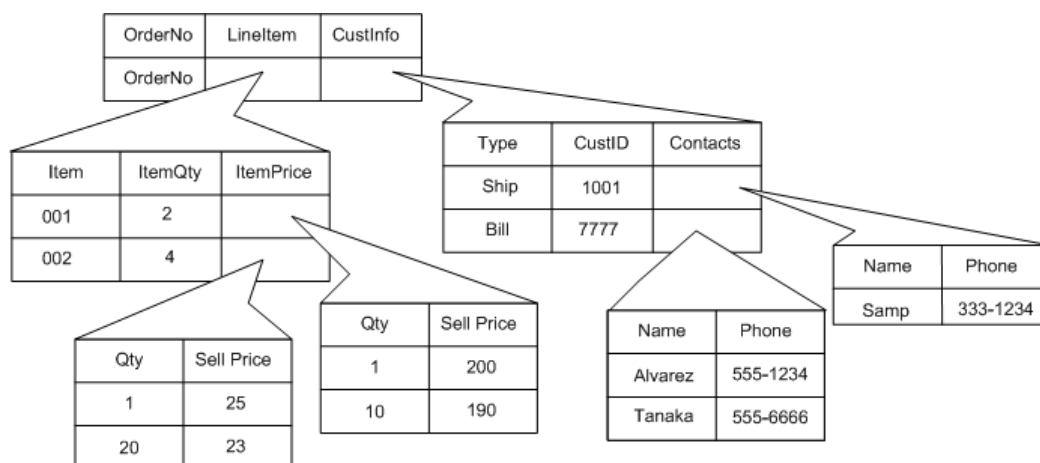 OrderNo LineItem CustInfo
OrderNo
Item ItemQty ItemPrice
001 2
002 4
Type CustID Contacts
Ship 1001
Bill 7777
Qty Sell Price
1 25
20 23
Qty Sell Price
1 200
10 190
Name Phone
Alvarez 555-1234
Tanaka 555-6666
Name Phone
Samp 333-1234